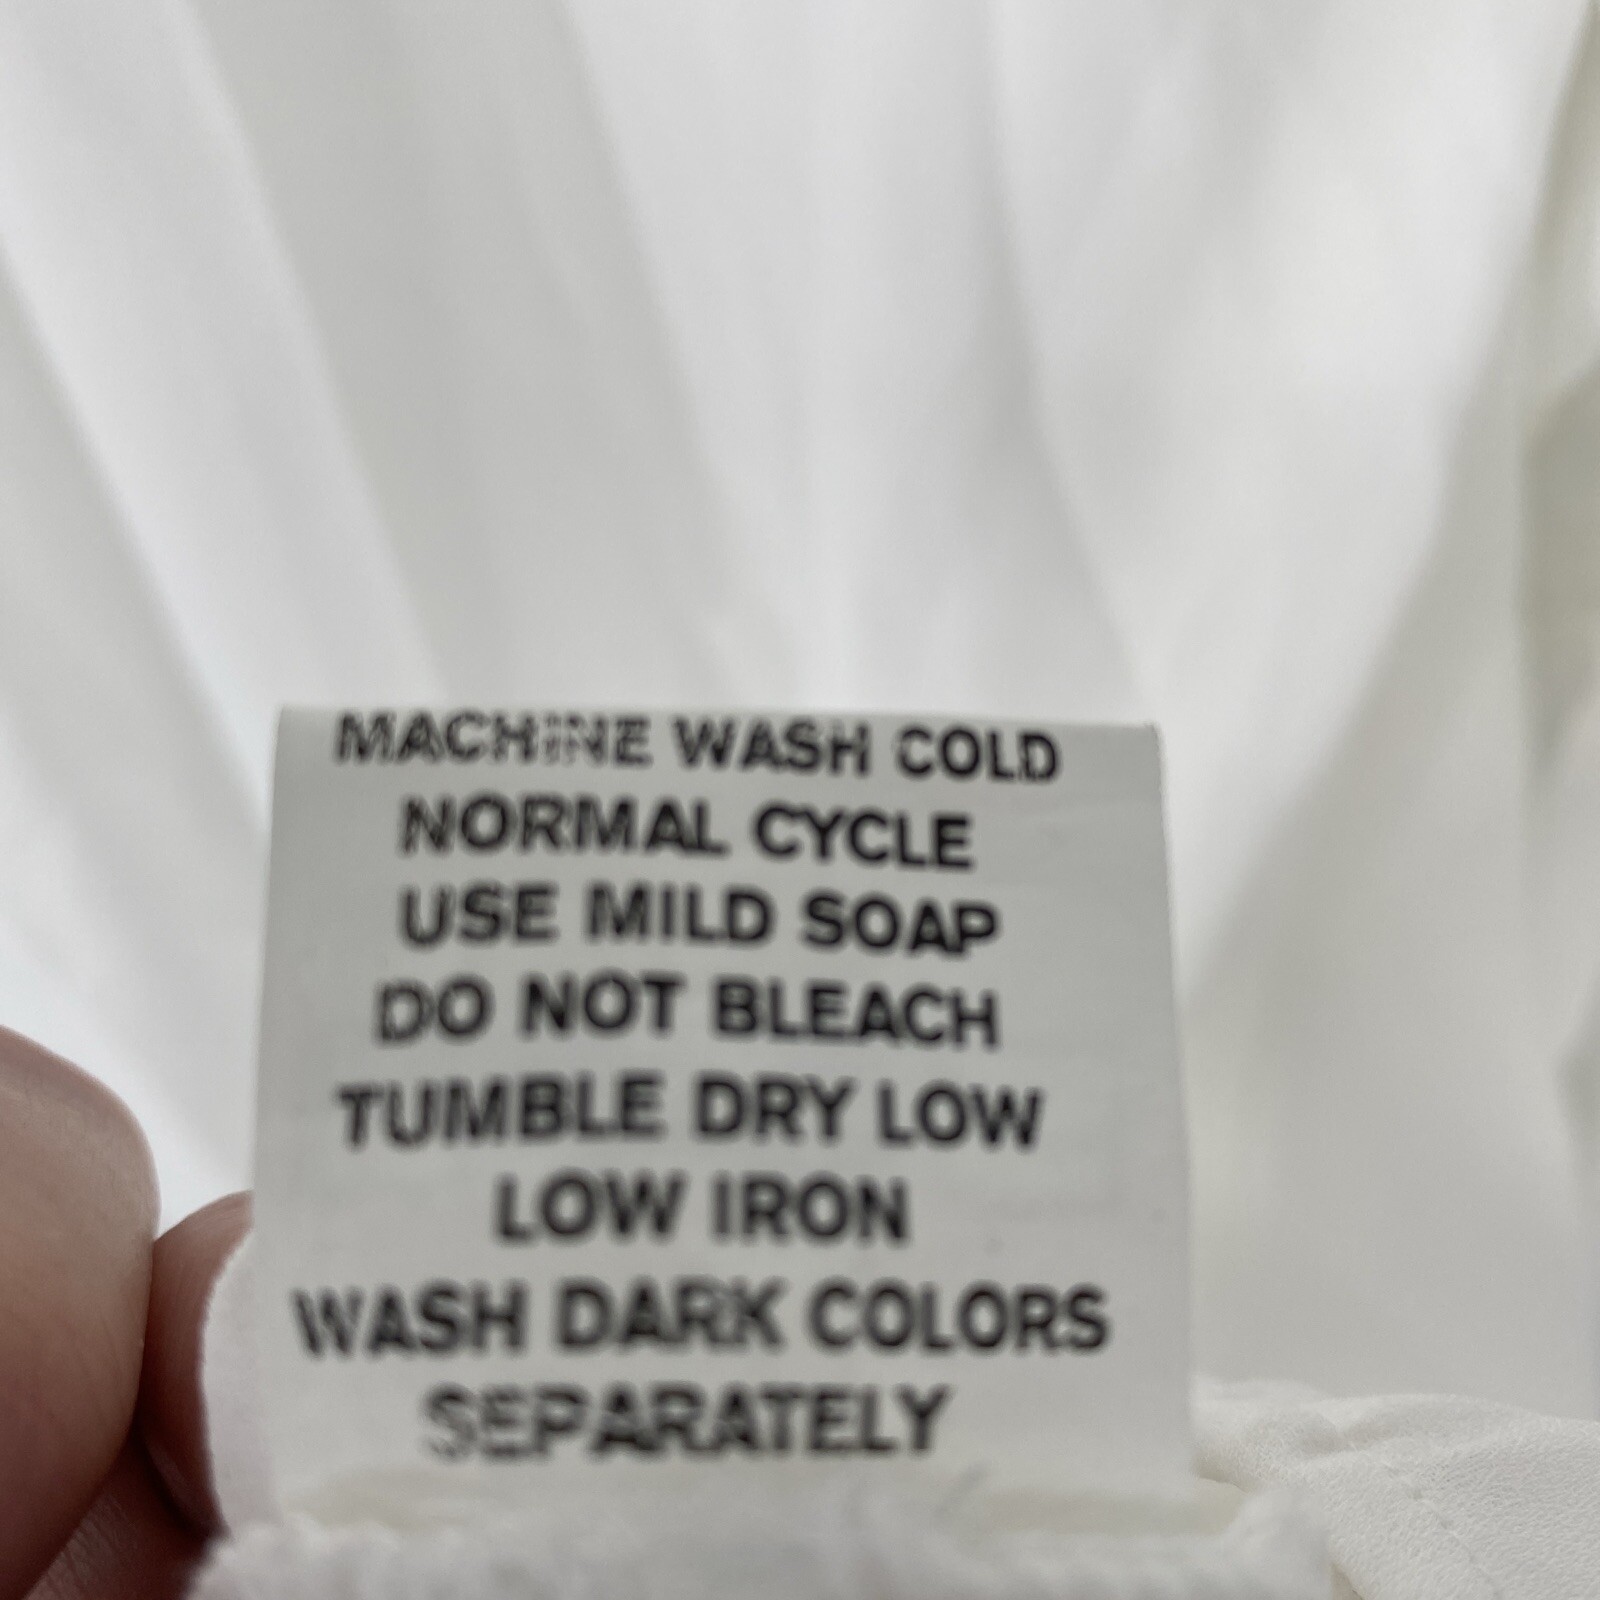 MACHINE WASH COLD
NORMAL CYCLE
USE MILD SOAP
DO NOT BLEACH
TUMBLE DRY LOW
LOW IRON
WASH DARK COLORS
SEPARATELY